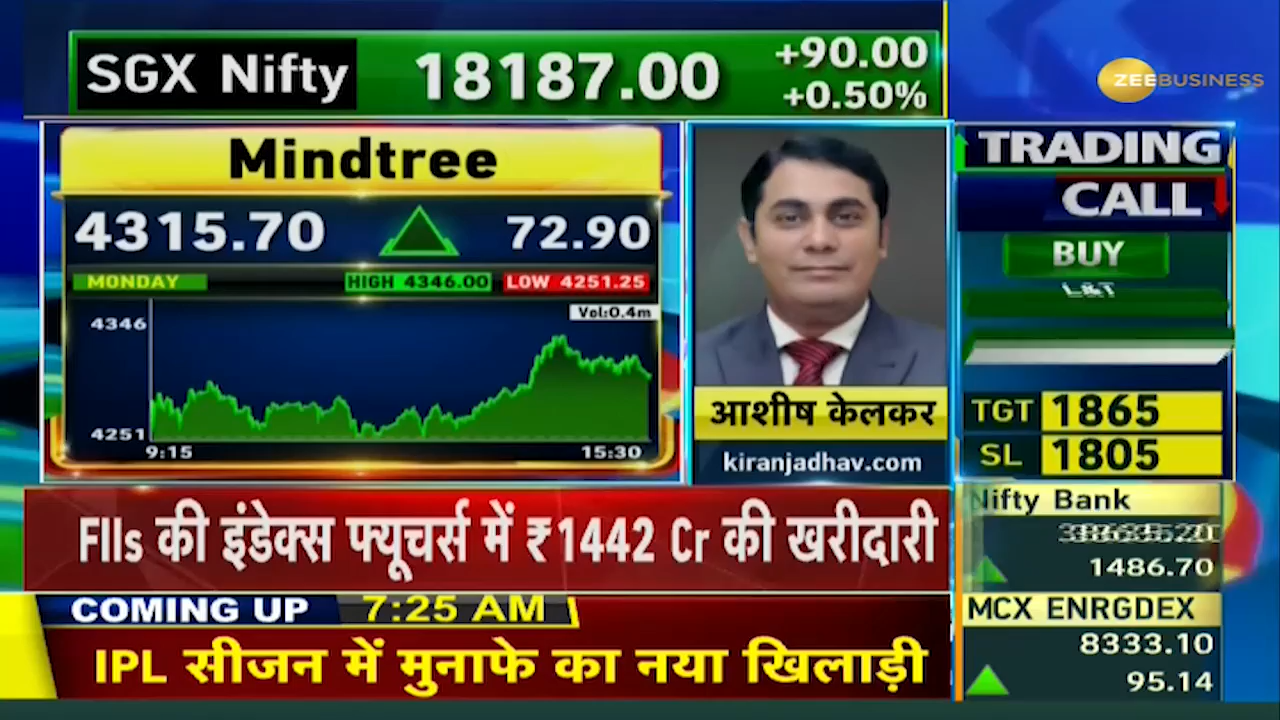 SGX Nifty 18187.00 +90.00
+0.50%
ZEEBUSINESS
Mindtree
4315.70 72.90
MONDAY HIGH 4346.00 LOW 4251.25
Vol:0.4m
4346
4251
9:15 15:30
आशीष केलकर
kiranjadhav.com
TRADING
CALL
BUY
L&T
TGT 1865
SL 1805
Nifty Bank
1486.70
MCX ENRGDEX
8333.10
95.14
FIIs की इंडेक्स फ्यूचर्स में ₹1442 Cr की खरीदारी
COMING UP 7:25 AM
IPL सीजन में मुनाफे का नया खिलाड़ी